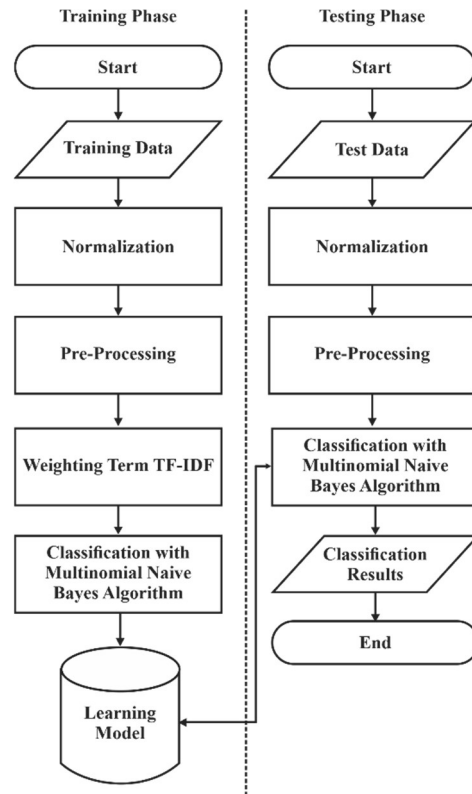 Training Phase
Start
Training Data
Normalization
Pre-Processing
Weighting Term TF-IDF
Classification with
Multinomial Naive
Bayes Algorithm
Learning
Model
Testing Phase
Start
Test Data
Normalization
Pre-Processing
Classification with
Multinomial Naive
Bayes Algorithm
Classification
Results
End